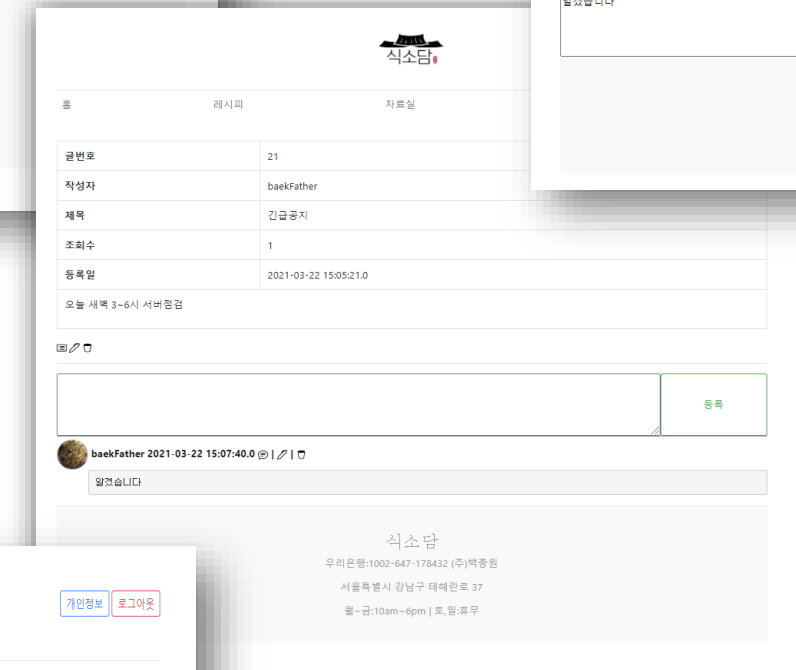 알겠습니다
식소담
홈 레시피 자료실
글번호 21
작성자 baekFather
제목 긴급공지
조회수 1
등록일 2021-03-22 15:05:21.0
오늘 새벽 3~6시 서버점검
등록
baekFather 2021-03-22 15:07:40.0 | |
알겠습니다
식소담
우리은행:1002-647-178432 (주)백종원
서울특별시 강남구 테헤란로 37
월~금:10am~6pm | 토,일:휴무
개인정보 로그아웃